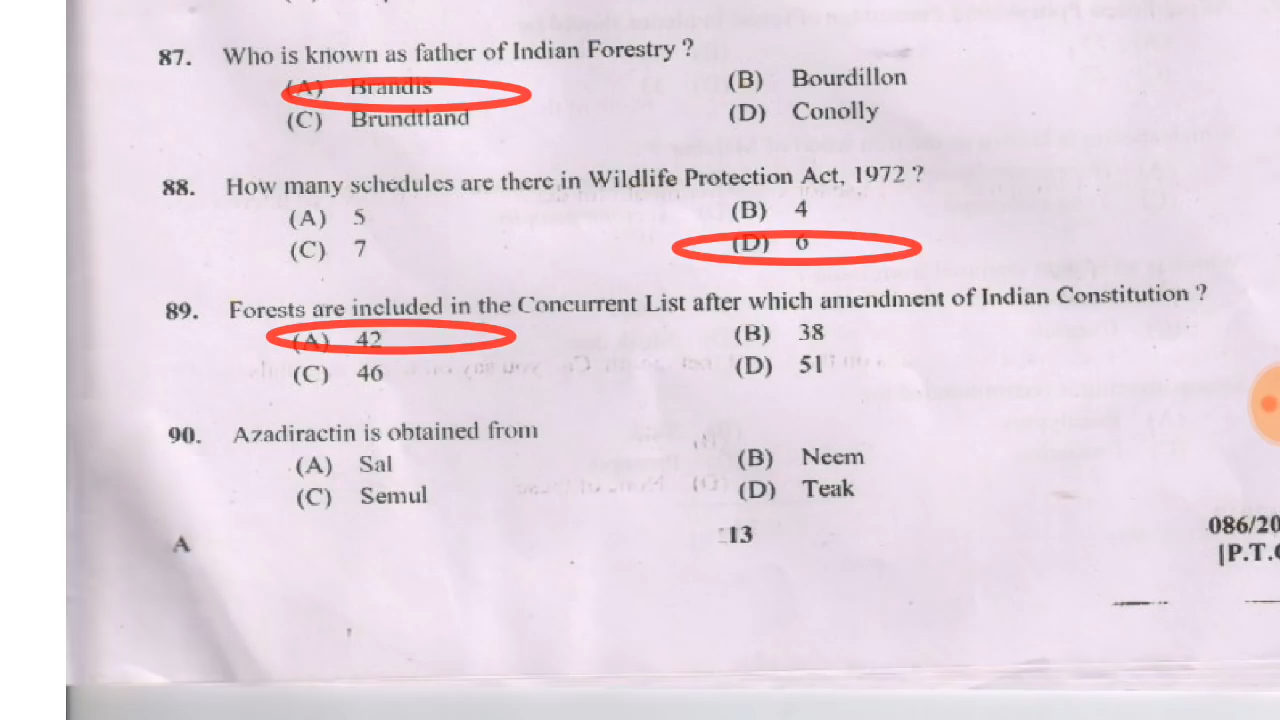 87. Who is known as father of Indian Forestry ?
(A) Brandis (B) Bourdillon
(C) Brundtland (D) Conolly
88. How many schedules are there in Wildlife Protection Act, 1972 ?
(A) 5 (B) 4
(C) 7 (D) 6
89. Forests are included in the Concurrent List after which amendment of Indian Constitution ?
(A) 42 (B) 38
(C) 46 (D) 51
90. Azadiractin is obtained from
(A) Sal (B) Neem
(C) Semul (D) Teak
A 13 086/20
[P.T.